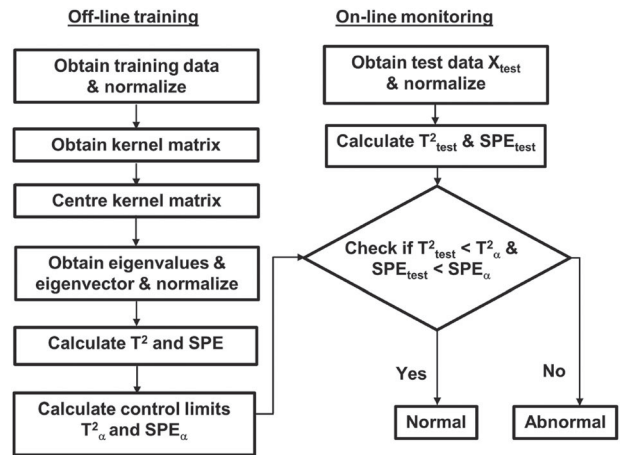 Off-line training
Obtain training data
& normalize
Obtain kernel matrix
Centre kernel matrix
Obtain eigenvalues &
eigenvector & normalize
Calculate T² and SPE
Calculate control limits
T²α and SPEα
On-line monitoring
Obtain test data Xtest
& normalize
Calculate T²test & SPEtest
Check if T²test < T²α &
SPEtest < SPEα
Yes
No
Normal
Abnormal